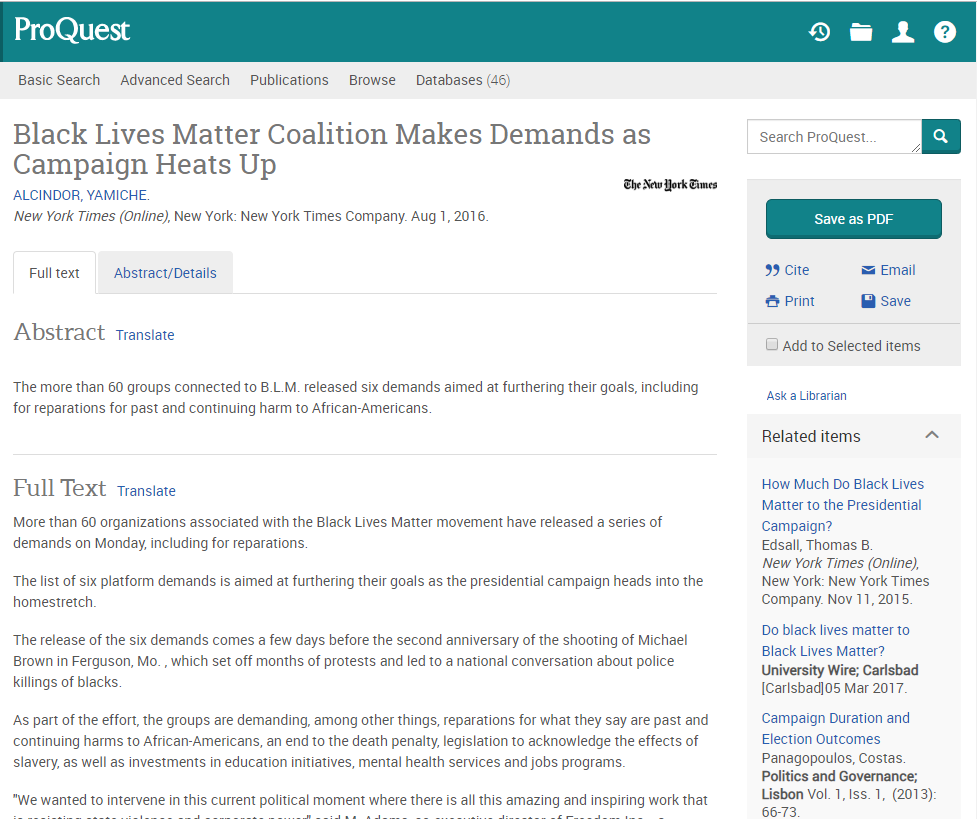 ProQuest
Basic Search Advanced Search Publications Browse Databases (46)
Black Lives Matter Coalition Makes Demands as
Campaign Heats Up
ALCINDOR, YAMICHE.
The New York Times
New York Times (Online), New York: New York Times Company. Aug 1, 2016.
Full text Abstract/Details
Abstract Translate
The more than 60 groups connected to B.L.M. released six demands aimed at furthering their goals, including
for reparations for past and continuing harm to African-Americans.
Full Text Translate
More than 60 organizations associated with the Black Lives Matter movement have released a series of
demands on Monday, including for reparations.
The list of six platform demands is aimed at furthering their goals as the presidential campaign heads into the
homestretch.
The release of the six demands comes a few days before the second anniversary of the shooting of Michael
Brown in Ferguson, Mo. , which set off months of protests and led to a national conversation about police
killings of blacks.
As part of the effort, the groups are demanding, among other things, reparations for what they say are past and
continuing harms to African-Americans, an end to the death penalty, legislation to acknowledge the effects of
slavery, as well as investments in education initiatives, mental health services and jobs programs.
"We wanted to intervene in this current political moment where there is all this amazing and inspiring work that
is resisting state violence and corporate power," said M. Adams, co-executive director of Freedom Inc., a
Search ProQuest...
Save as PDF
Cite Email
Print Save
Add to Selected items
Ask a Librarian
Related items
How Much Do Black Lives
Matter to the Presidential
Campaign?
Edsall, Thomas B.
New York Times (Online),
New York: New York Times
Company. Nov 11, 2015.
Do black lives matter to
Black Lives Matter?
University Wire; Carlsbad
[Carlsbad]05 Mar 2017.
Campaign Duration and
Election Outcomes
Panagopoulos, Costas.
Politics and Governance;
Lisbon Vol. 1, Iss. 1, (2013):
66-73.